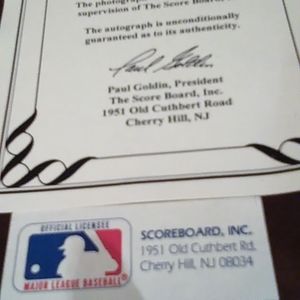 The photograph
supervision of The Score Board,
The autograph is unconditionally
guaranteed as to its authenticity.
Paul Goldin
Paul Goldin, President
The Score Board, Inc.
1951 Old Cuthbert Road
Cherry Hill, NJ
OFFICIAL LICENSEE
MAJOR LEAGUE BASEBALL
SCOREBOARD, INC.
1951 Old Cuthbert Rd.
Cherry Hill, NJ 08034